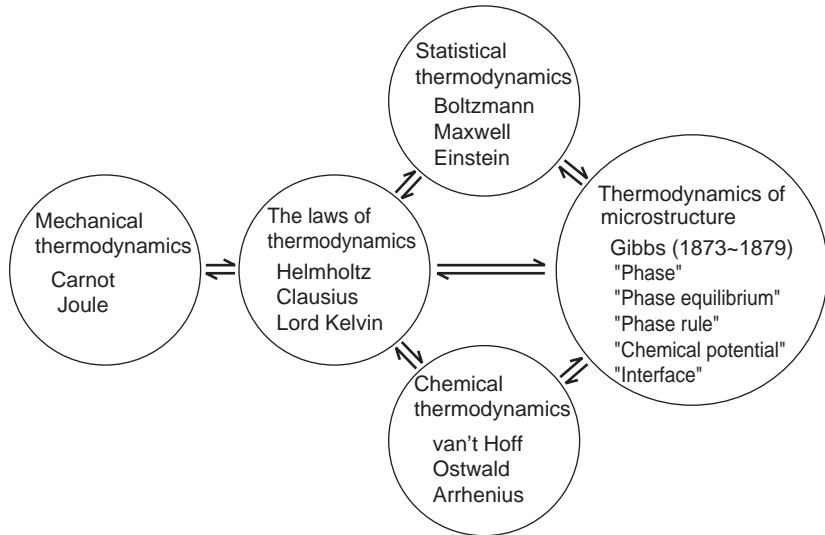 Statistical
thermodynamics
Boltzmann
Maxwell
Einstein
Mechanical
thermodynamics
Carnot
Joule
The laws of
thermodynamics
Helmholtz
Clausius
Lord Kelvin
Thermodynamics of
microstructure
Gibbs (1873~1879)
"Phase"
"Phase equilibrium"
"Phase rule"
"Chemical potential"
"Interface"
Chemical
thermodynamics
van’t Hoff
Ostwald
Arrhenius